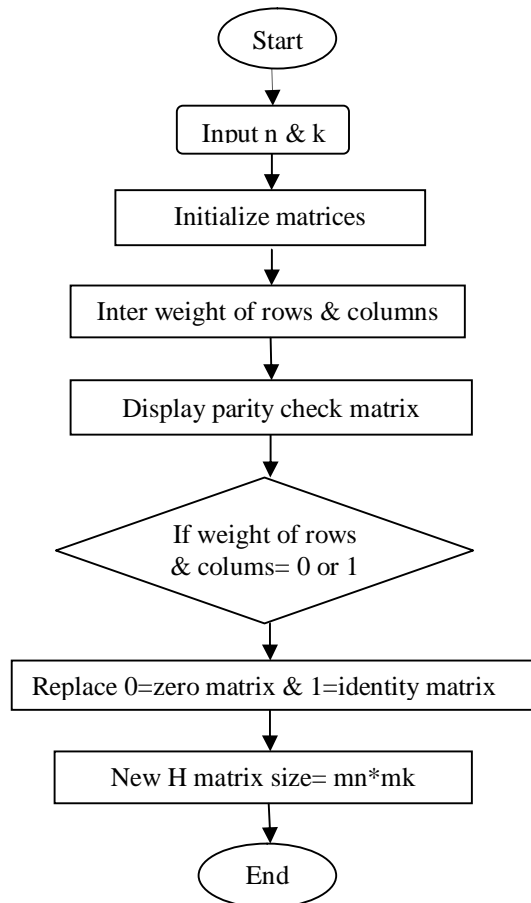 Start
Input n & k
Initialize matrices
Inter weight of rows & columns
Display parity check matrix
If weight of rows
& colums= 0 or 1
Replace 0=zero matrix & 1=identity matrix
New H matrix size= mn*mk
End